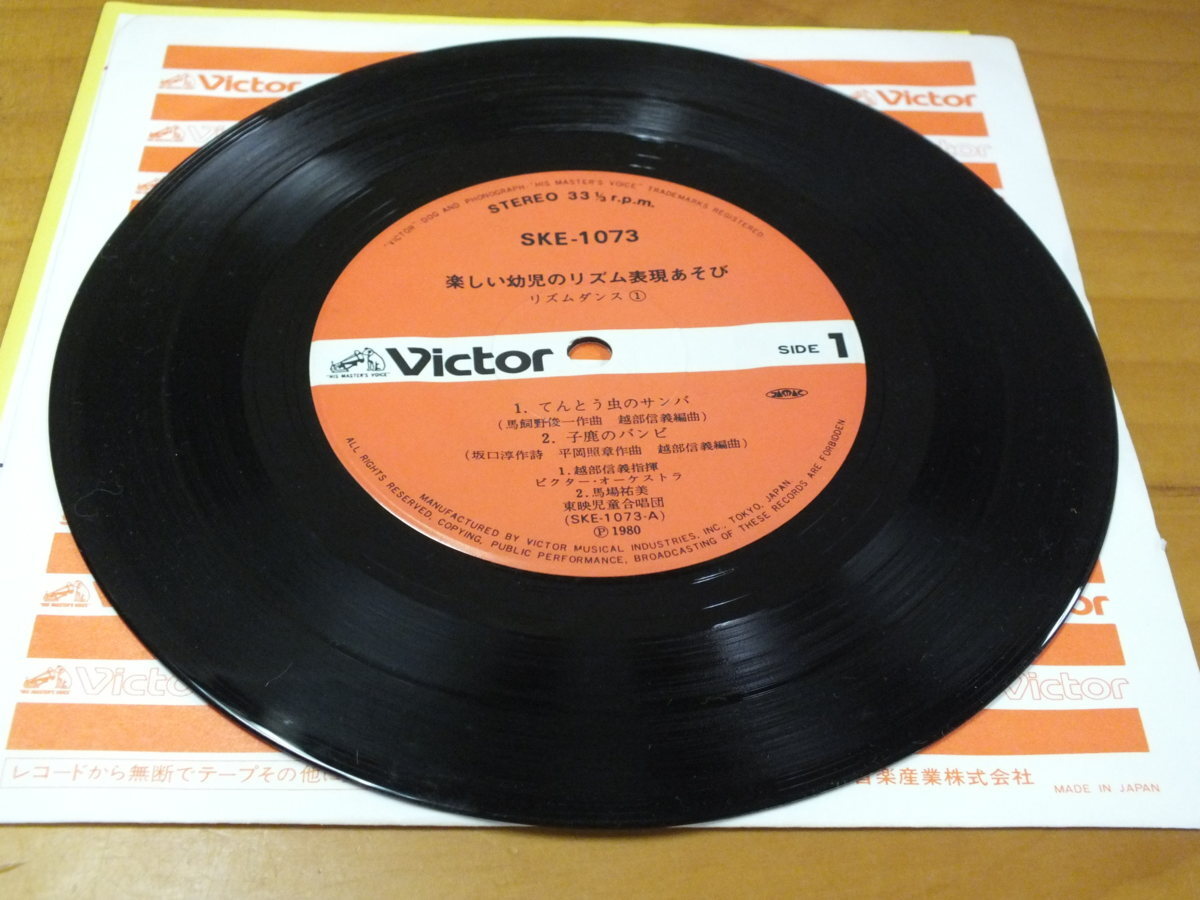 Victor
Victor
"VICTOR" DOG AND PHONOGRAPH·"HIS MASTER'S VOICE" TRADEMARKS REGISTERED
STEREO 33 1/3 r.p.m.
SKE-1073
楽しい幼児のリズム表現あそび
リズムダンス ①
"HIS MASTER'S VOICE"
Victor
SIDE 1
1. てんとう虫のサンバ
(馬飼野俊一作曲 越部信義編曲)
2. 子鹿のバンビ
(坂口淳作詩 平岡照章作曲 越部信義編曲)
1. 越部信義指揮
ビクター・オーケストラ
2. 馬場祐美
東映児童合唱団
(SKE-1073-A)
Ⓟ 1980
MANUFACTURED BY VICTOR MUSICAL INDUSTRIES, INC., TOKYO, JAPAN
ALL RIGHTS RESERVED, COPYING, PUBLIC PERFORMANCE, BROADCASTING OF THESE RECORDS ARE FORBIDDEN
"HIS MASTER'S VOICE"
Victor
Victor
レコードから無断でテープその他に
音楽産業株式会社
MADE IN JAPAN